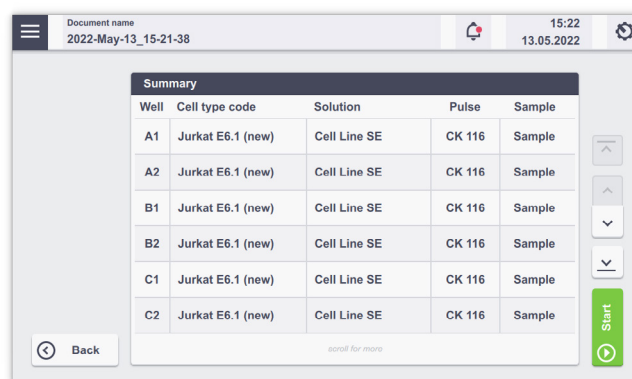 Document name
2022-May-13_15-21-38
15:22
13.05.2022
Summary
Well Cell type code Solution Pulse Sample
A1 Jurkat E6.1 (new) Cell Line SE CK 116 Sample
A2 Jurkat E6.1 (new) Cell Line SE CK 116 Sample
B1 Jurkat E6.1 (new) Cell Line SE CK 116 Sample
B2 Jurkat E6.1 (new) Cell Line SE CK 116 Sample
C1 Jurkat E6.1 (new) Cell Line SE CK 116 Sample
C2 Jurkat E6.1 (new) Cell Line SE CK 116 Sample
scroll for more
Back
Start